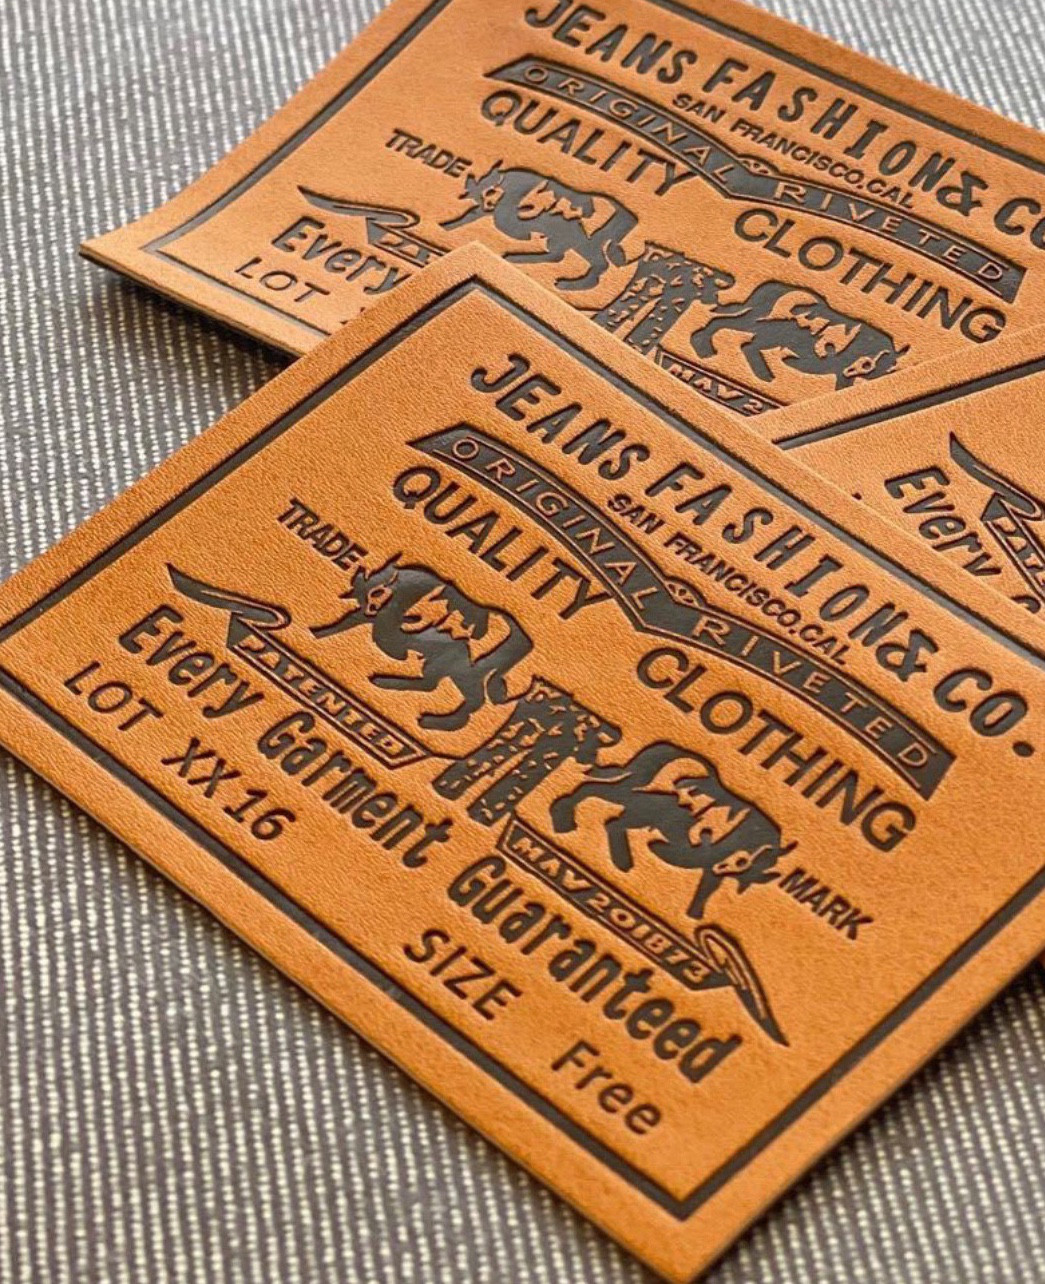 JEANS FASHION & CO
SAN FRANCISCO.CAL
ORIGINAL RIVETED
QUALITY CLOTHING
TRADE
Every
LOT
MAY 2
Every
JEANS FASHION & CO.
SAN FRANCISCO.CAL
ORIGINAL RIVETED
QUALITY CLOTHING
TRADE MARK
PATENTED MAY 20 1873
Every Garment Guaranteed
LOT XX 16 SIZE Free